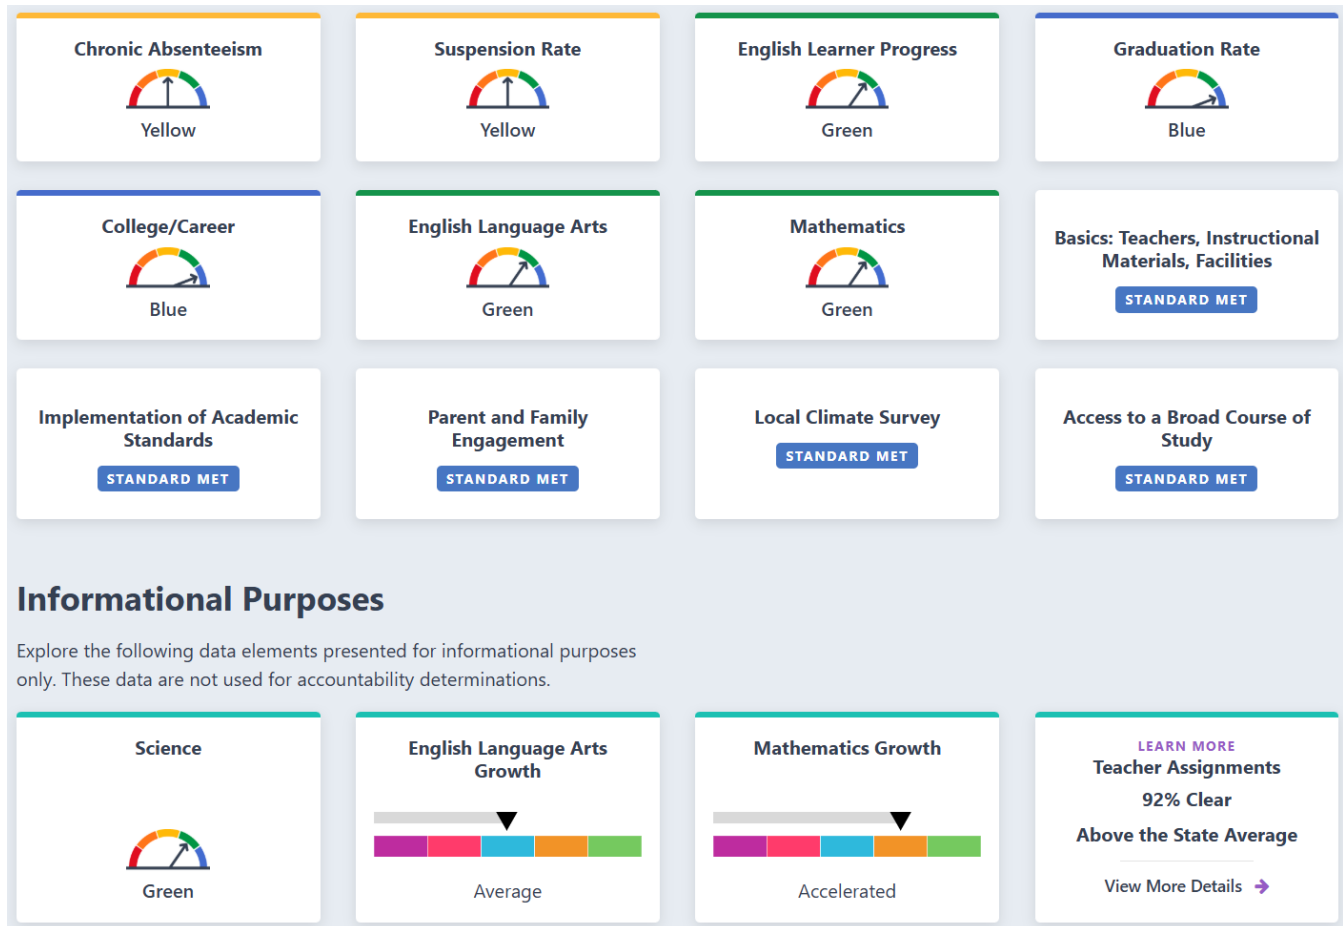 Chronic Absenteeism
Yellow
Suspension Rate
Yellow
English Learner Progress
Green
Graduation Rate
Blue
College/Career
Blue
English Language Arts
Green
Mathematics
Green
Basics: Teachers, Instructional
Materials, Facilities
STANDARD MET
Implementation of Academic
Standards
STANDARD MET
Parent and Family
Engagement
STANDARD MET
Local Climate Survey
STANDARD MET
Access to a Broad Course of
Study
STANDARD MET
Informational Purposes
Explore the following data elements presented for informational purposes
only. These data are not used for accountability determinations.
Science
Green
English Language Arts
Growth
Average
Mathematics Growth
Accelerated
LEARN MORE
Teacher Assignments
92% Clear
Above the State Average
View More Details